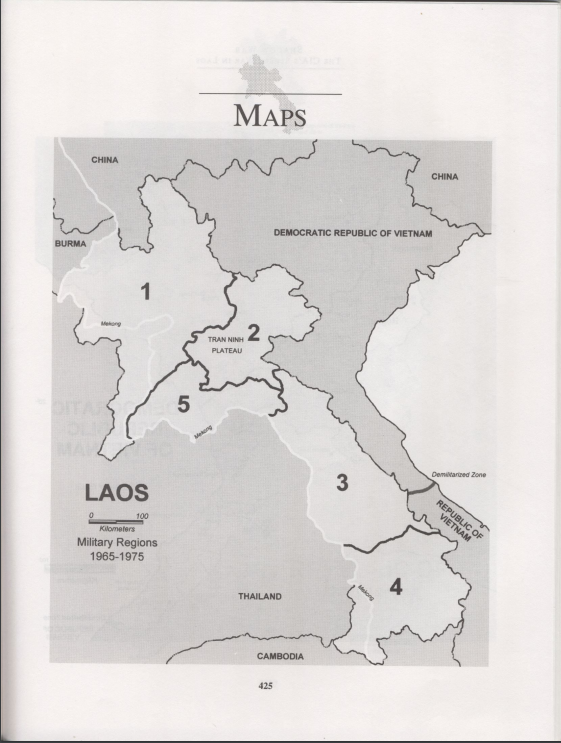 MAPS
CHINA
CHINA
DEMOCRATIC REPUBLIC OF VIETNAM
BURMA
1
Mekong
2
TRAN NINH
PLATEAU
5
Mekong
3
Demilitarized Zone
LAOS
0 100
Kilometers
Military Regions
1965-1975
REPUBLIC OF
VIETNAM
4
Mekong
THAILAND
CAMBODIA
425